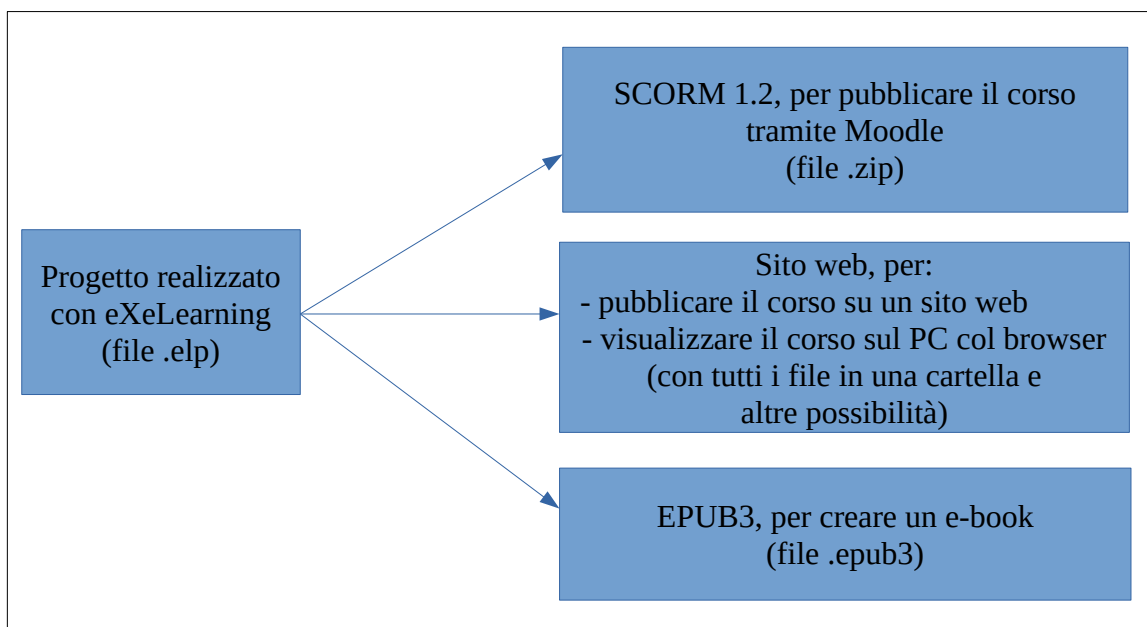 Progetto realizzato
con eXeLearning
(file .elp)
SCORM 1.2, per pubblicare il corso
tramite Moodle
(file .zip)
Sito web, per:
- pubblicare il corso su un sito web
- visualizzare il corso sul PC col browser
(con tutti i file in una cartella e
altre possibilità)
EPUB3, per creare un e-book
(file .epub3)